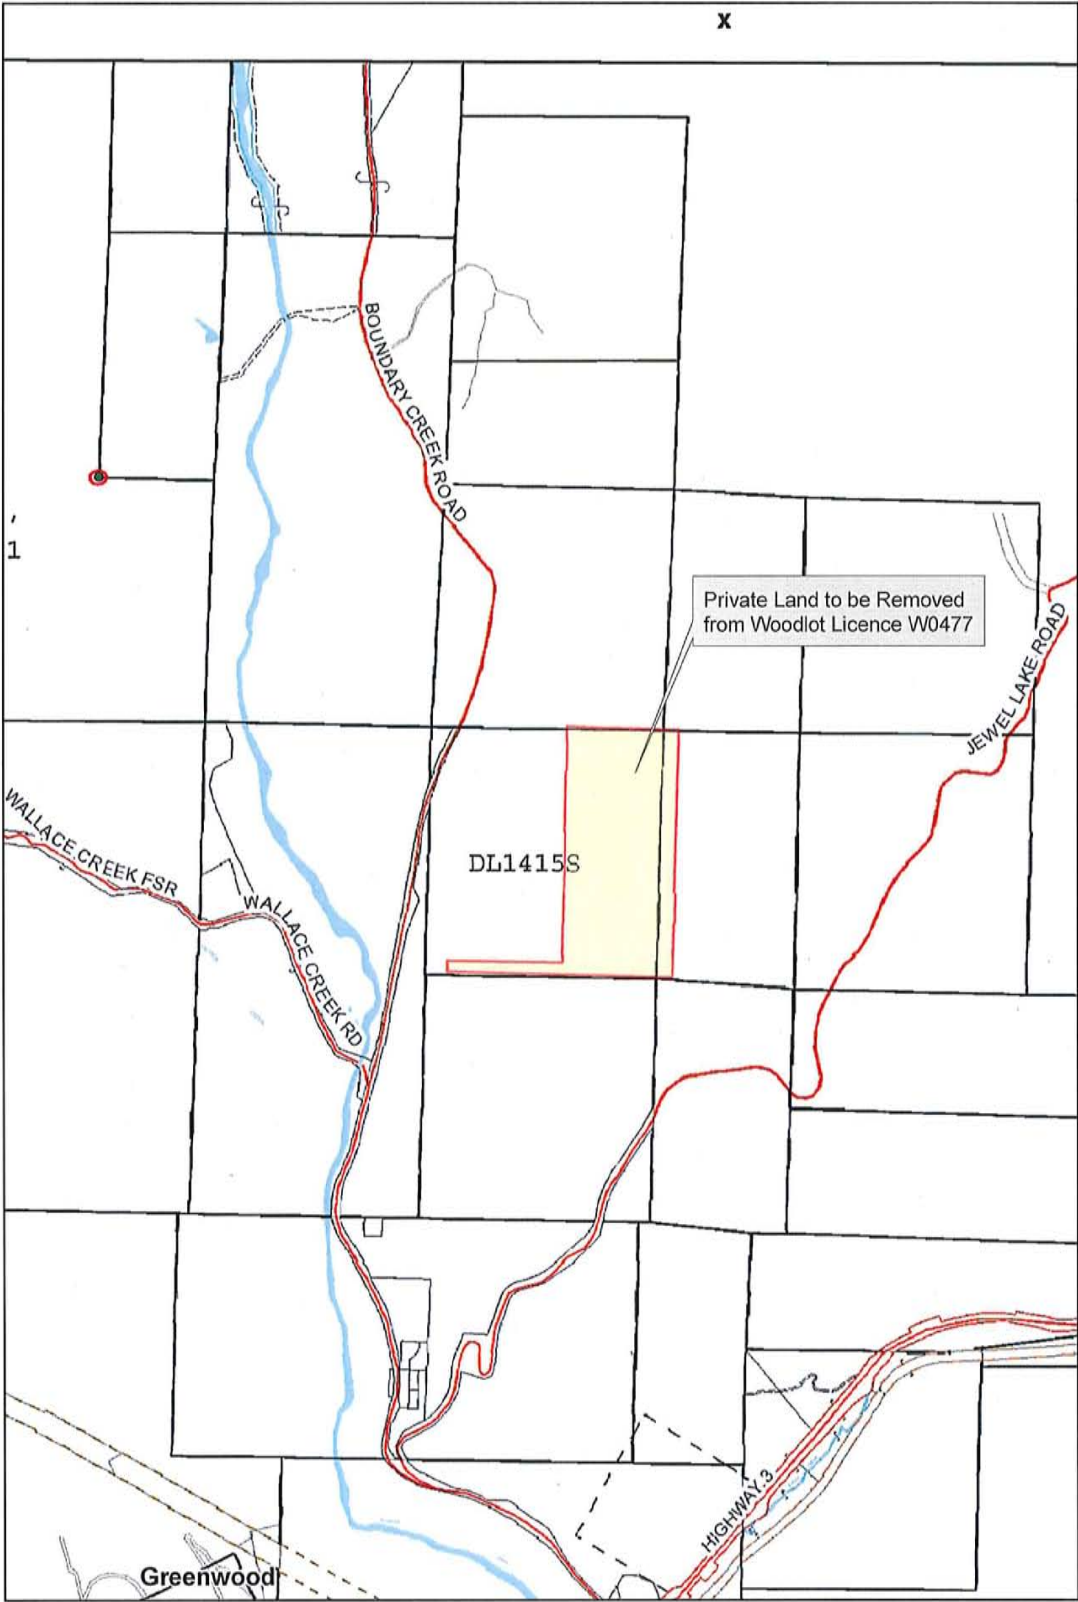 X
BOUNDARY CREEK ROAD
'
1
Private Land to be Removed
from Woodlot Licence W0477
JEWEL LAKE ROAD
WALLACE CREEK FSR
DL1415S
WALLACE CREEK RD
HIGHWAY 3
Greenwood